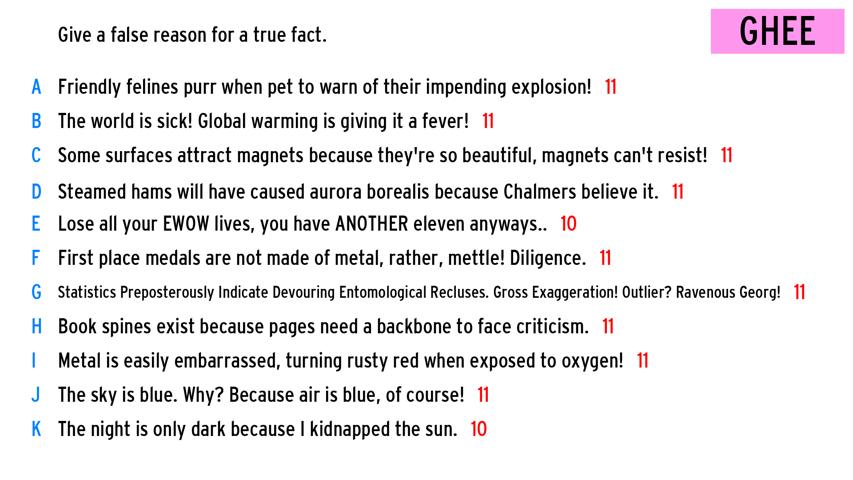 Give a false reason for a true fact.
GHEE
A Friendly felines purr when pet to warn of their impending explosion! 11
B The world is sick! Global warming is giving it a fever! 11
C Some surfaces attract magnets because they're so beautiful, magnets can't resist! 11
D Steamed hams will have caused aurora borealis because Chalmers believe it. 11
E Lose all your EWOW lives, you have ANOTHER eleven anyways.. 10
F First place medals are not made of metal, rather, mettle! Diligence. 11
G Statistics Preposterously Indicate Devouring Entomological Recluses. Gross Exaggeration! Outlier? Ravenous Georg! 11
H Book spines exist because pages need a backbone to face criticism. 11
I Metal is easily embarrassed, turning rusty red when exposed to oxygen! 11
J The sky is blue. Why? Because air is blue, of course! 11
K The night is only dark because I kidnapped the sun. 10